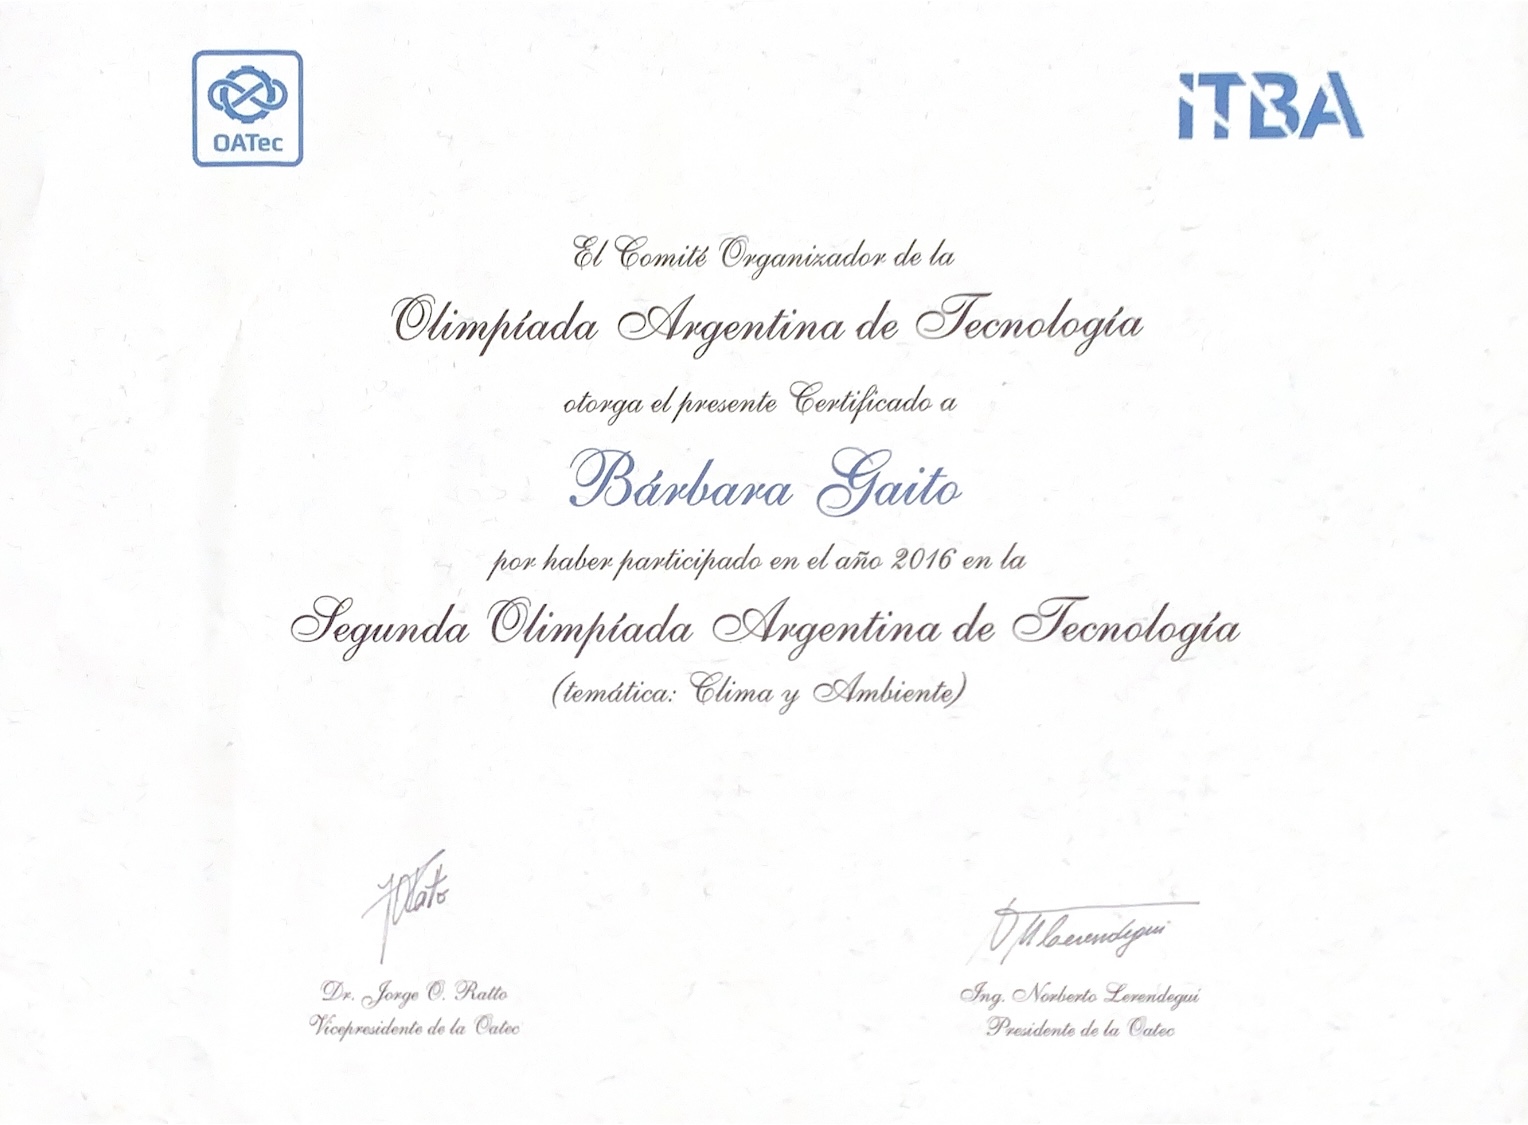 OATec
ITBA
El Comité Organizador de la
Olimpíada Argentina de Tecnología
otorga el presente Certificado a
Bárbara Gaito
por haber participado en el año 2016 en la
Segunda Olimpíada Argentina de Tecnología
(temática: Clima y Ambiente)
Dr. Jorge O. Ratto
Vicepresidente de la Oatec
Ing. Norberto Lerendegui
Presidente de la Oatec